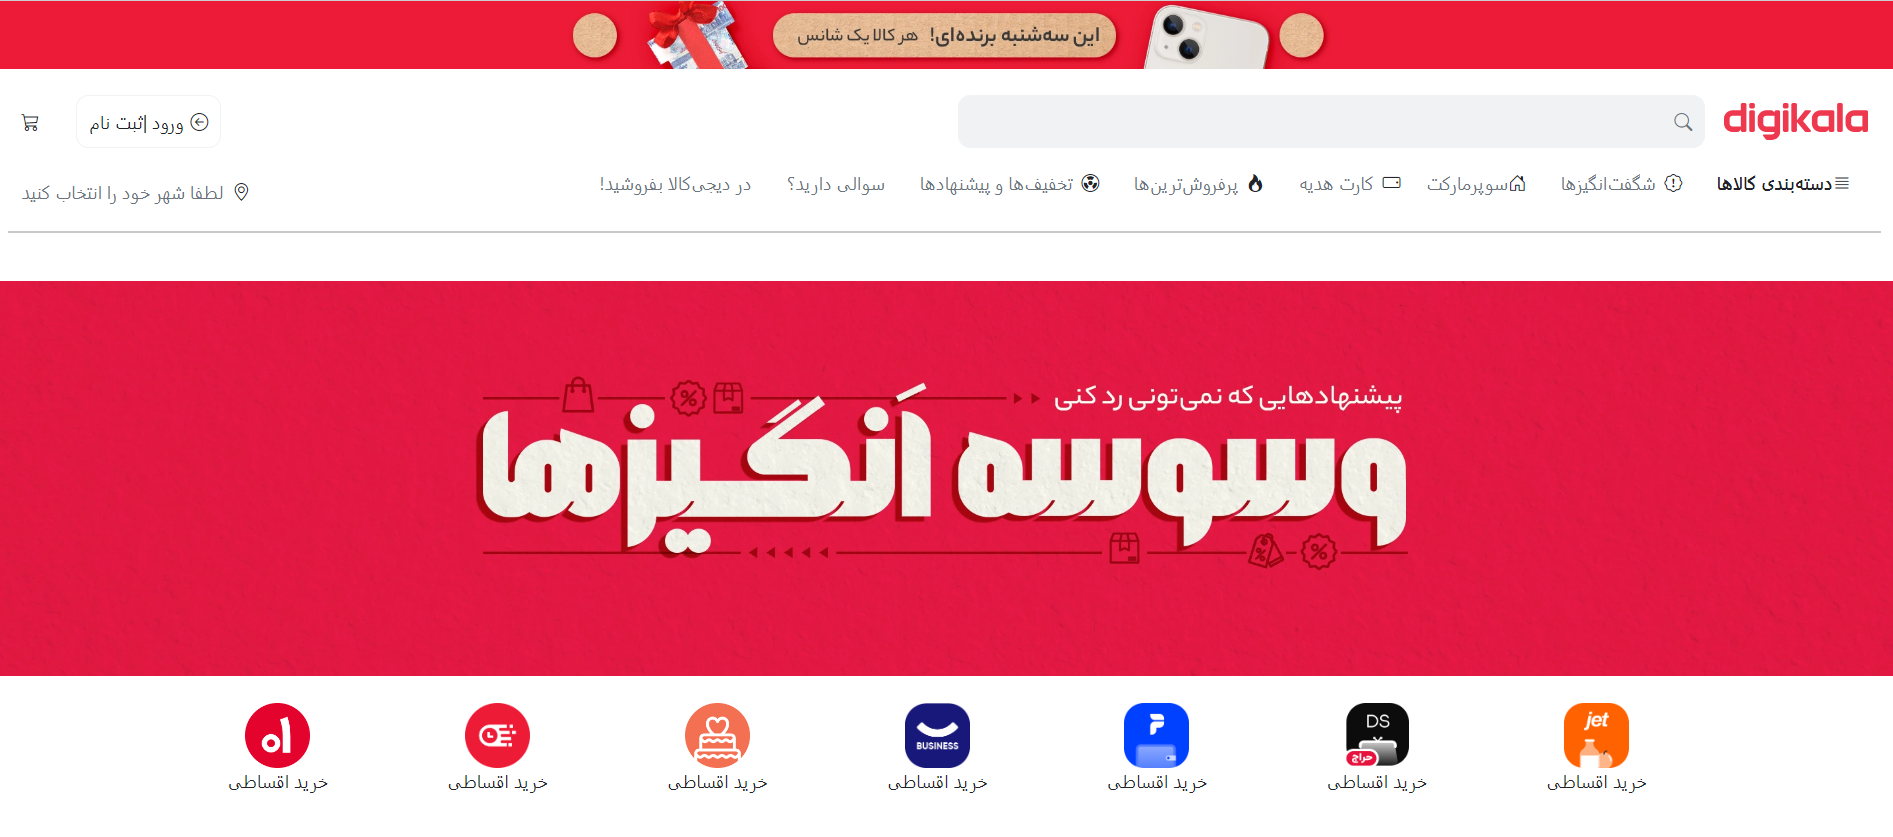 این سه‌شنبه برنده‌ای! هر کالا یک شانس
digikala
ورود |ثبت نام
دسته‌بندی کالاها
شگفت‌انگیزها
سوپرمارکت
کارت هدیه
پرفروش‌ترین‌ها
تخفیف‌ها و پیشنهادها
سوالی دارید؟
در دیجی‌کالا بفروشید!
لطفا شهر خود را انتخاب کنید
پیشنهادهایی که نمی‌تونی رد کنی
وسوسه اَنگیزها
jet
خرید اقساطی
DS
حراج
خرید اقساطی
خرید اقساطی
BUSINESS
خرید اقساطی
خرید اقساطی
خرید اقساطی
خرید اقساطی